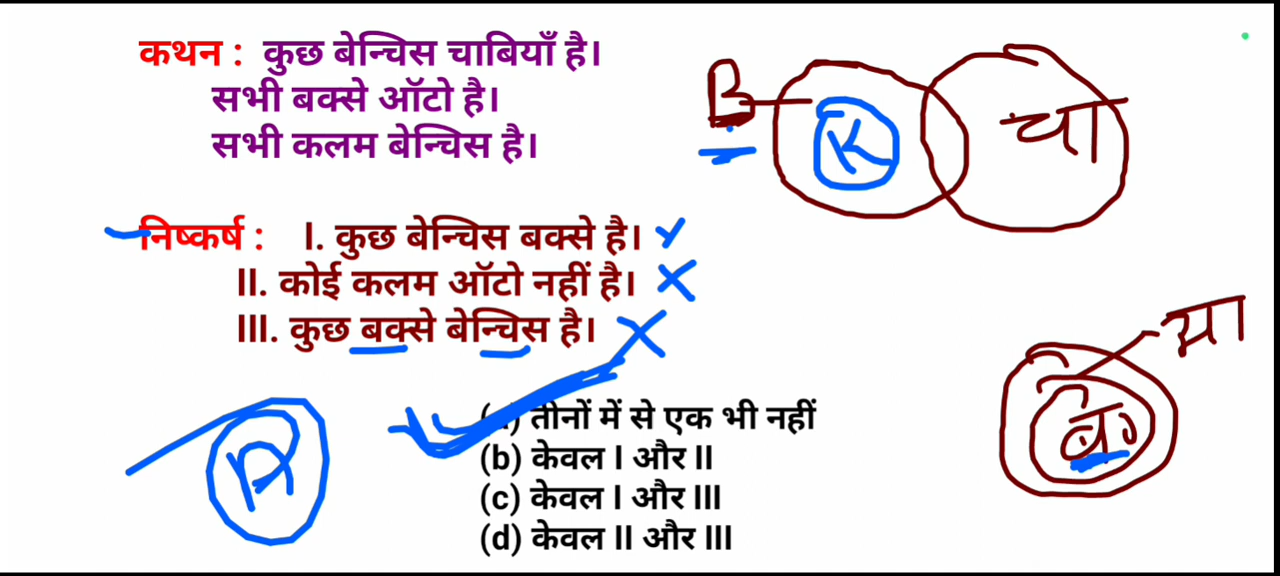 कथन : कुछ बेन्चिस चाबियाँ है।
सभी बक्से ऑटो है।
सभी कलम बेन्चिस है।
B
K
चा
निष्कर्ष : I. कुछ बेन्चिस बक्से है।
II. कोई कलम ऑटो नहीं है।
III. कुछ बक्से बेन्चिस है।
(a) तीनों में से एक भी नहीं
(b) केवल I और II
(c) केवल I और III
(d) केवल II और III